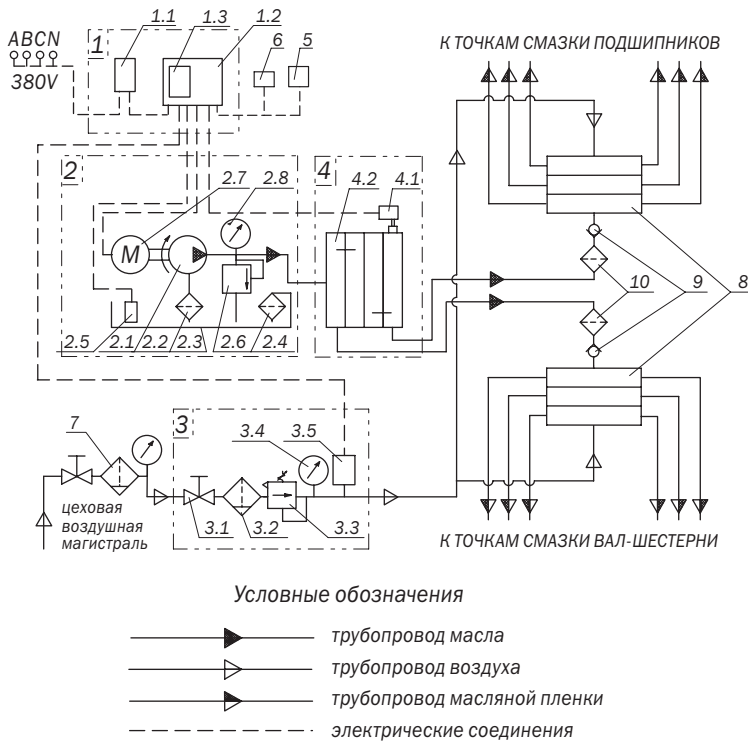 1.1
1.3
1.2
6
5
ABCN
380V
1
К ТОЧКАМ СМАЗКИ ПОДШИПНИКОВ
2
2.7
2.8
4
4.2
4.1
M
10
9
8
2.5
2.1
2.2
2.3
2.6
2.4
7
3
3.4
3.5
цеховая
воздушная
магистраль
3.1
3.2
3.3
К ТОЧКАМ СМАЗКИ ВАЛ-ШЕСТЕРНИ
Условные обозначения
трубопровод масла
трубопровод воздуха
трубопровод масляной пленки
электрические соединения